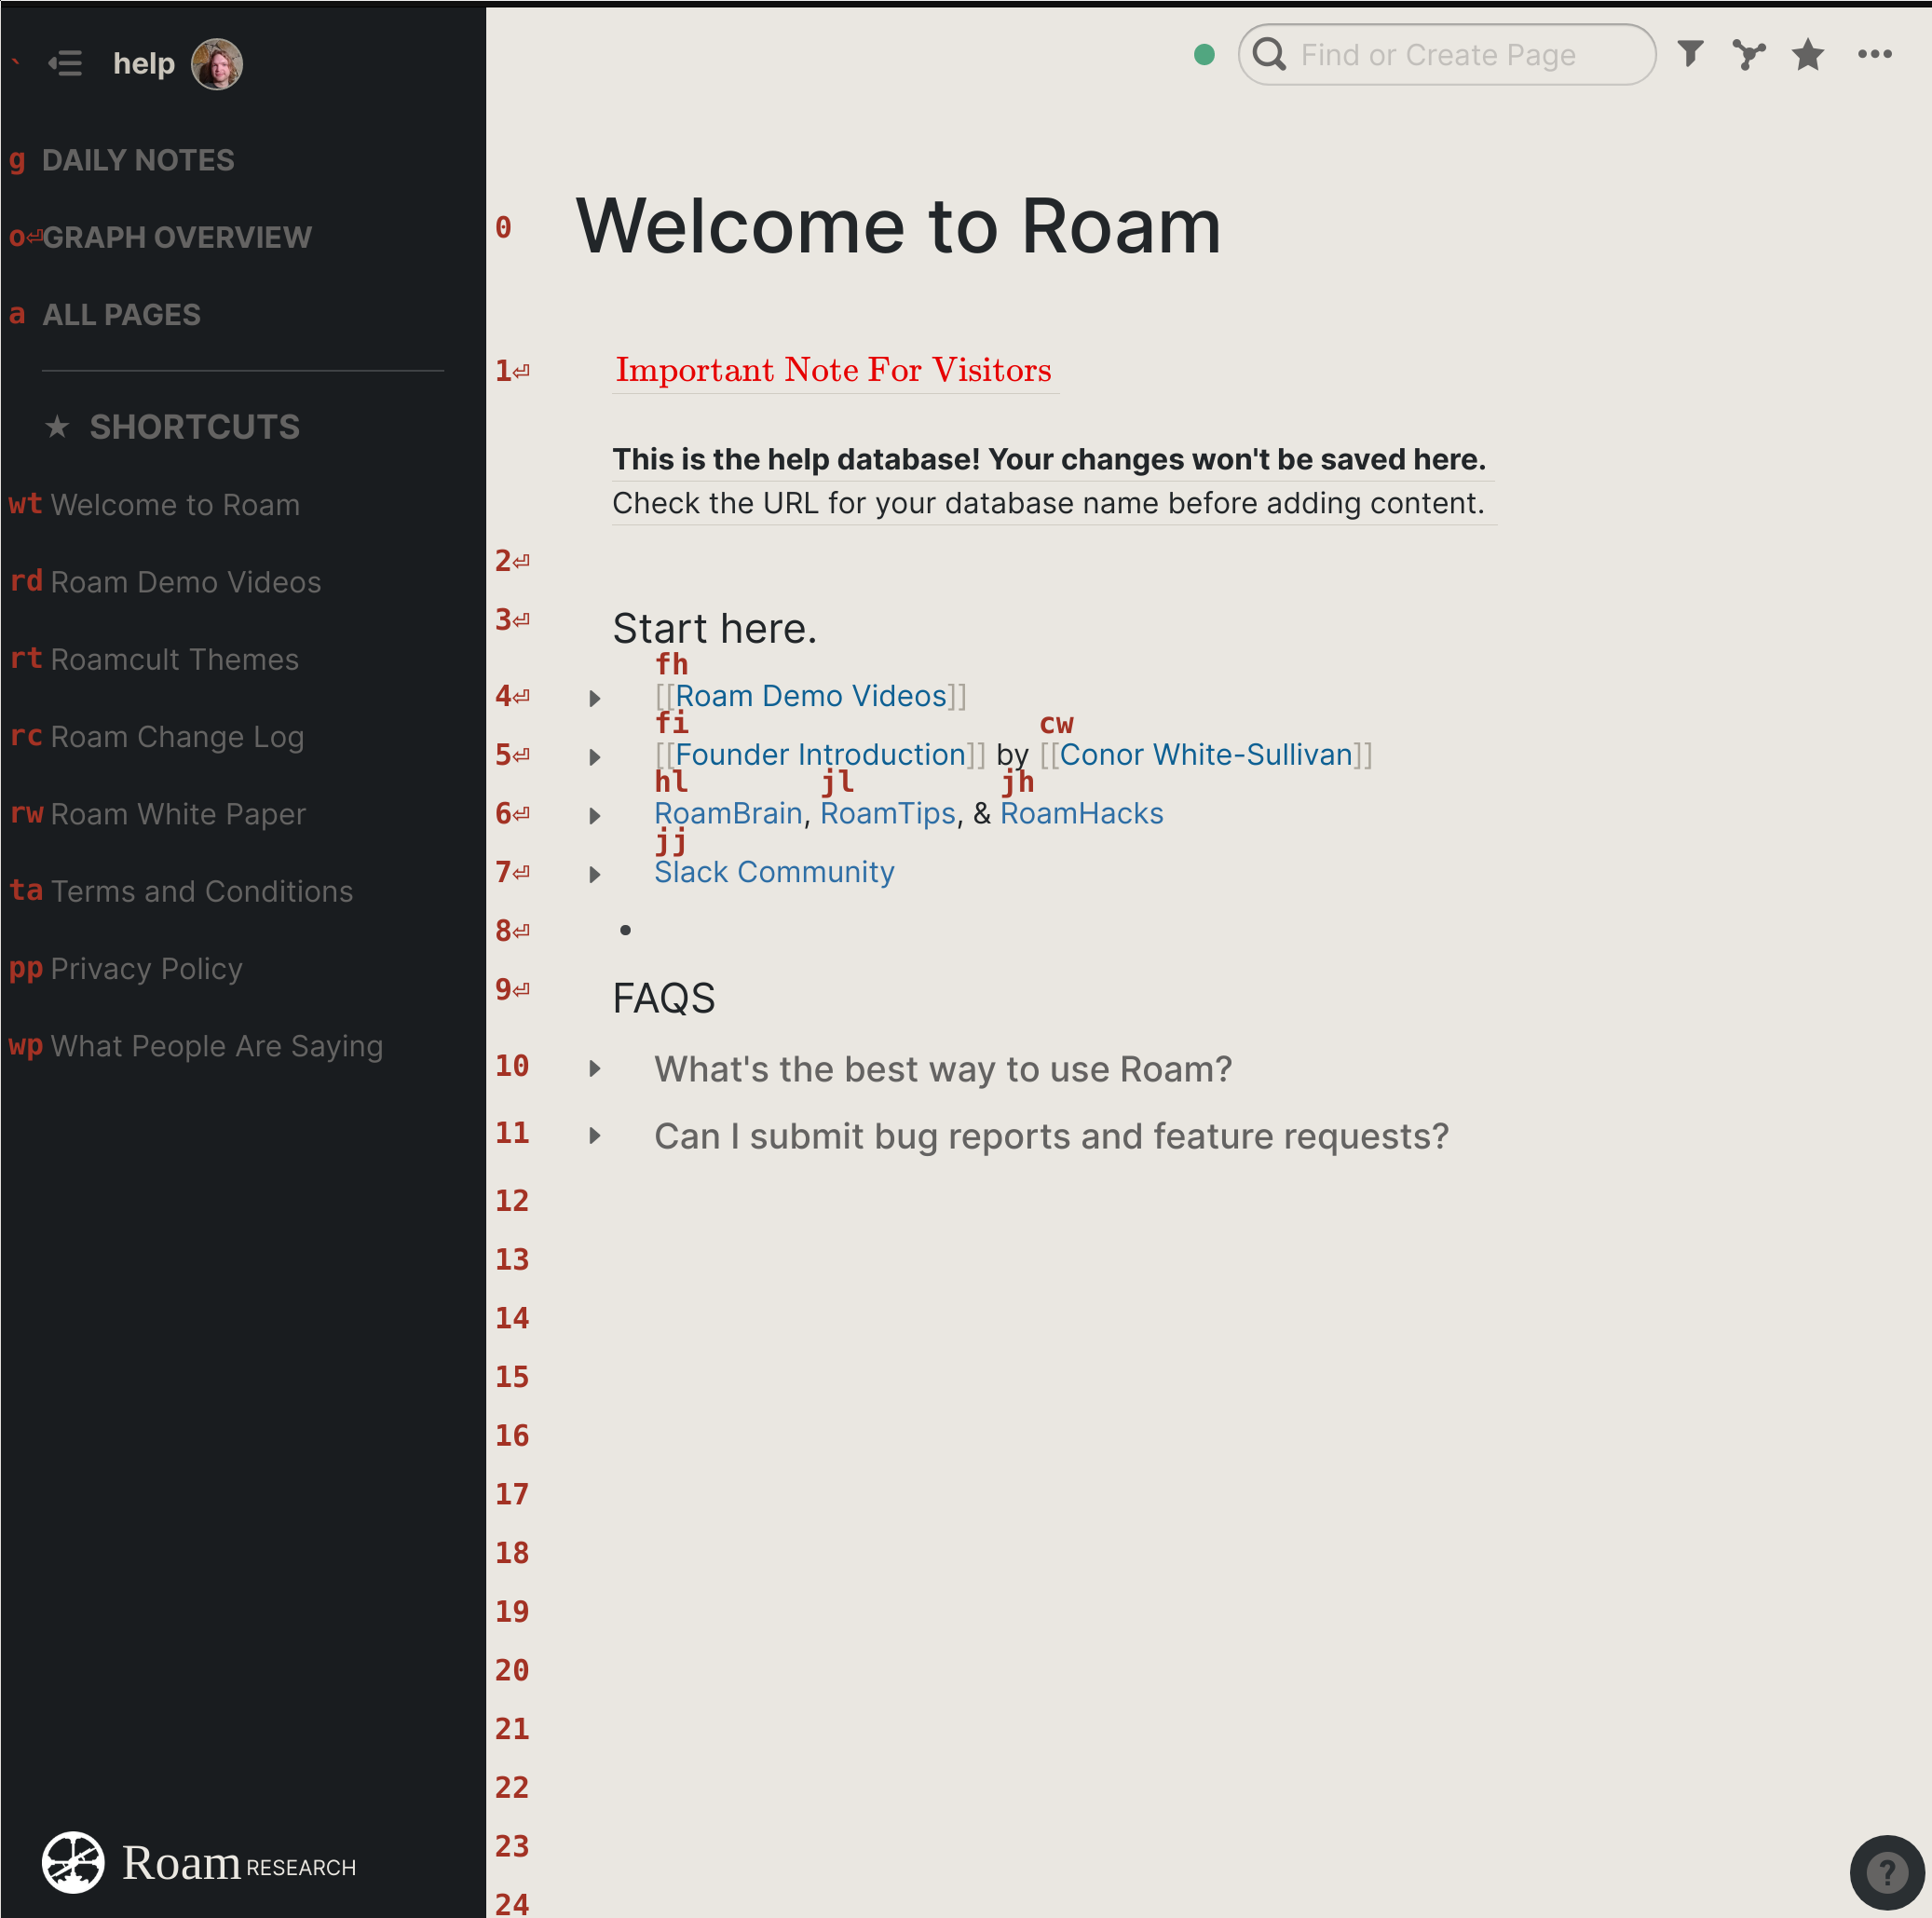 ` help
g DAILY NOTES
o⏎GRAPH OVERVIEW
a ALL PAGES
★ SHORTCUTS
wt Welcome to Roam
rd Roam Demo Videos
rt Roamcult Themes
rc Roam Change Log
rw Roam White Paper
ta Terms and Conditions
pp Privacy Policy
wp What People Are Saying
Roam RESEARCH
Find or Create Page
0 Welcome to Roam
1⏎ Important Note For Visitors
This is the help database! Your changes won't be saved here.
Check the URL for your database name before adding content.
2⏎
3⏎ Start here.
fh
4⏎ [[Roam Demo Videos]]
fi cw
5⏎ [[Founder Introduction]] by [[Conor White-Sullivan]]
hl jl jh
6⏎ RoamBrain, RoamTips, & RoamHacks
jj
7⏎ Slack Community
8⏎ •
9⏎ FAQS
10 What's the best way to use Roam?
11 Can I submit bug reports and feature requests?
12
13
14
15
16
17
18
19
20
21
22
23
24
?